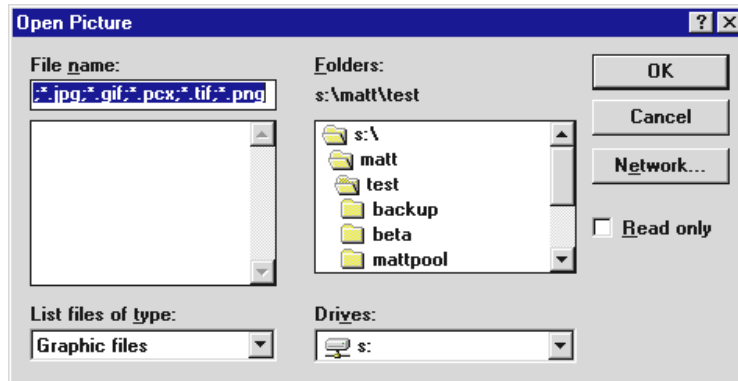 Open Picture
File name:
;*.jpg;*.gif;*.pcx;*.tif;*.png
List files of type:
Graphic files
Folders:
s:\matt\test
s:\
matt
test
backup
beta
mattpool
Drives:
s:
OK
Cancel
Network...
Read only